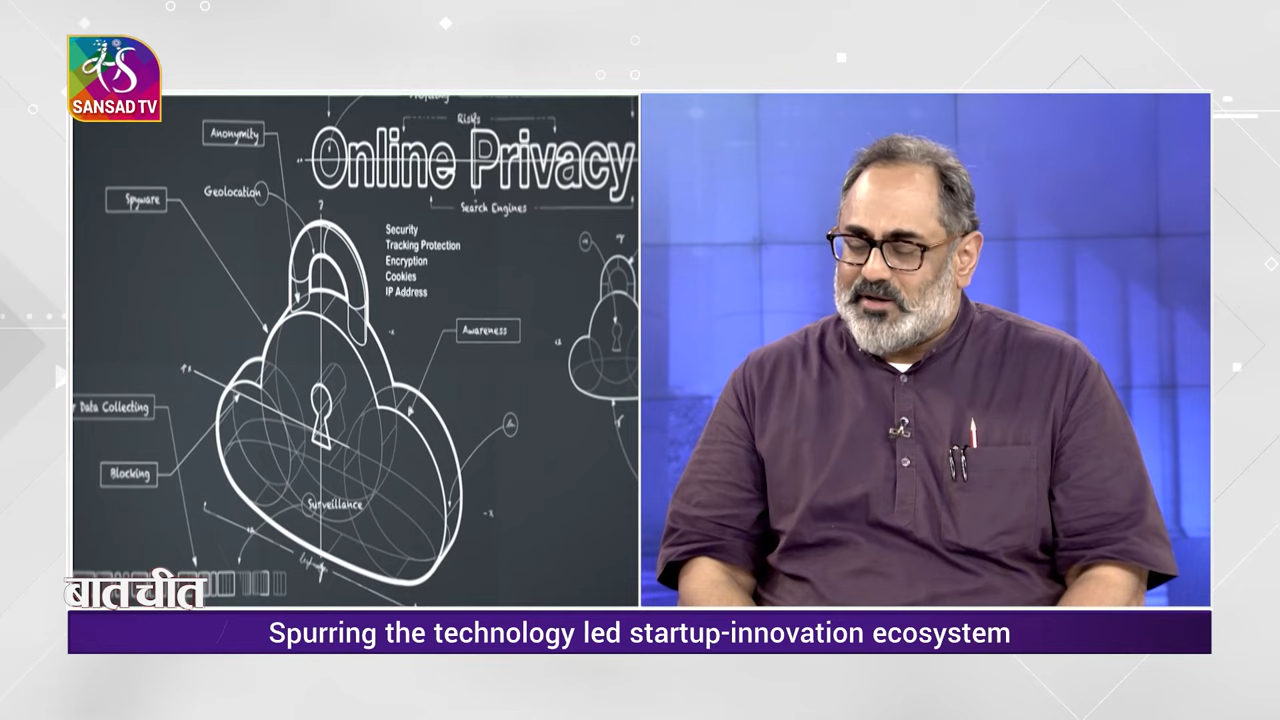 SANSAD TV
Risks
Anonymity
Online Privacy
Geolocation
Spyware
Search Engines
Security
Tracking Protection
Encryption
Cookies
IP Address
Awareness
Data Collecting
Blocking
Surveillance
बातचीत
Spurring the technology led startup-innovation ecosystem